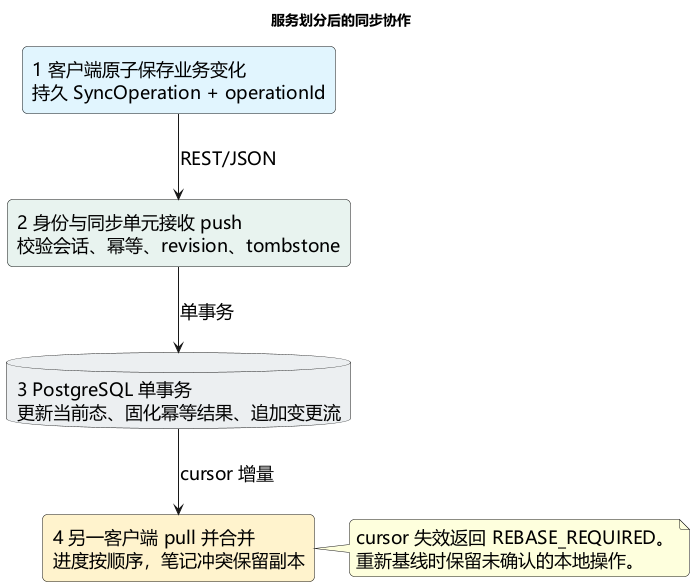 服务划分后的同步协作
1 客户端原子保存业务变化
持久 SyncOperation + operationId
REST/JSON
2 身份与同步单元接收 push
校验会话、幂等、revision、tombstone
单事务
3 PostgreSQL 单事务
更新当前态、固化幂等结果、追加变更流
cursor 增量
4 另一客户端 pull 并合并
进度按顺序，笔记冲突保留副本
cursor 失效返回 REBASE_REQUIRED。
重新基线时保留未确认的本地操作。